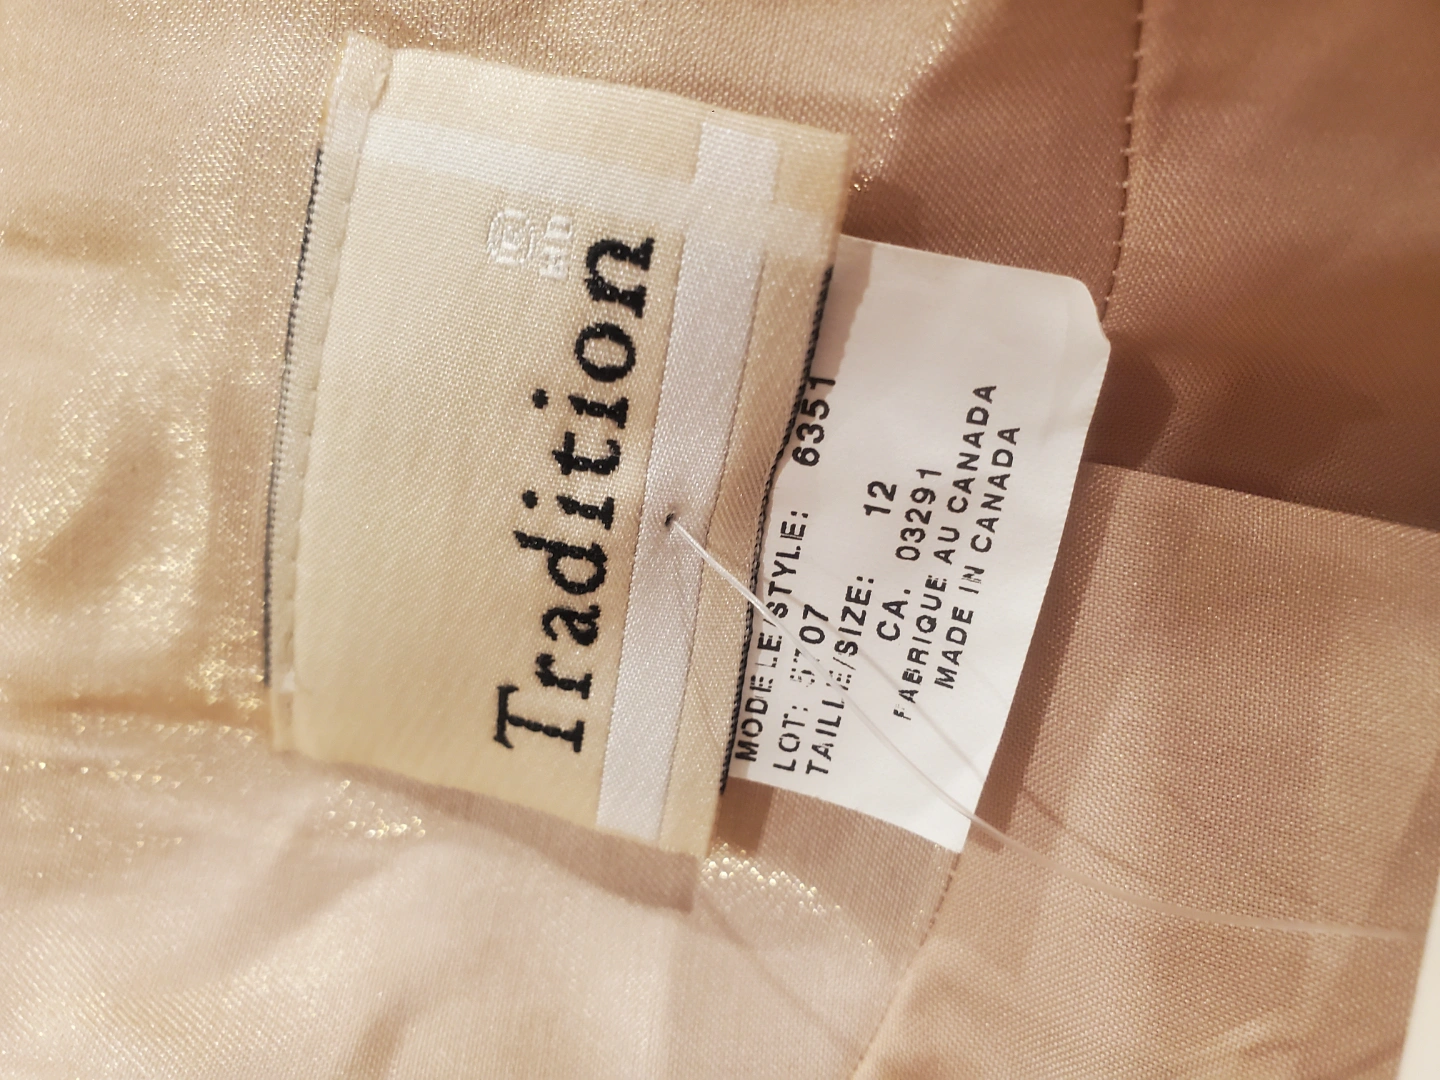 Tradition
MODELE/STYLE: 6351
LOT: 5707
TAILLE/SIZE: 12
CA. 03291
FABRIQUE AU CANADA
MADE IN CANADA